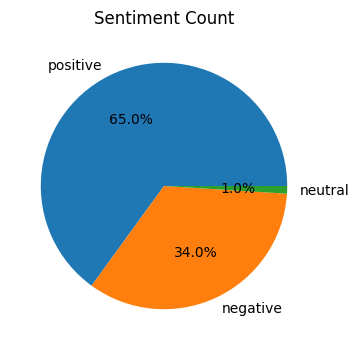 Sentiment Count
positive
65.0%
1.0%
neutral
34.0%
negative